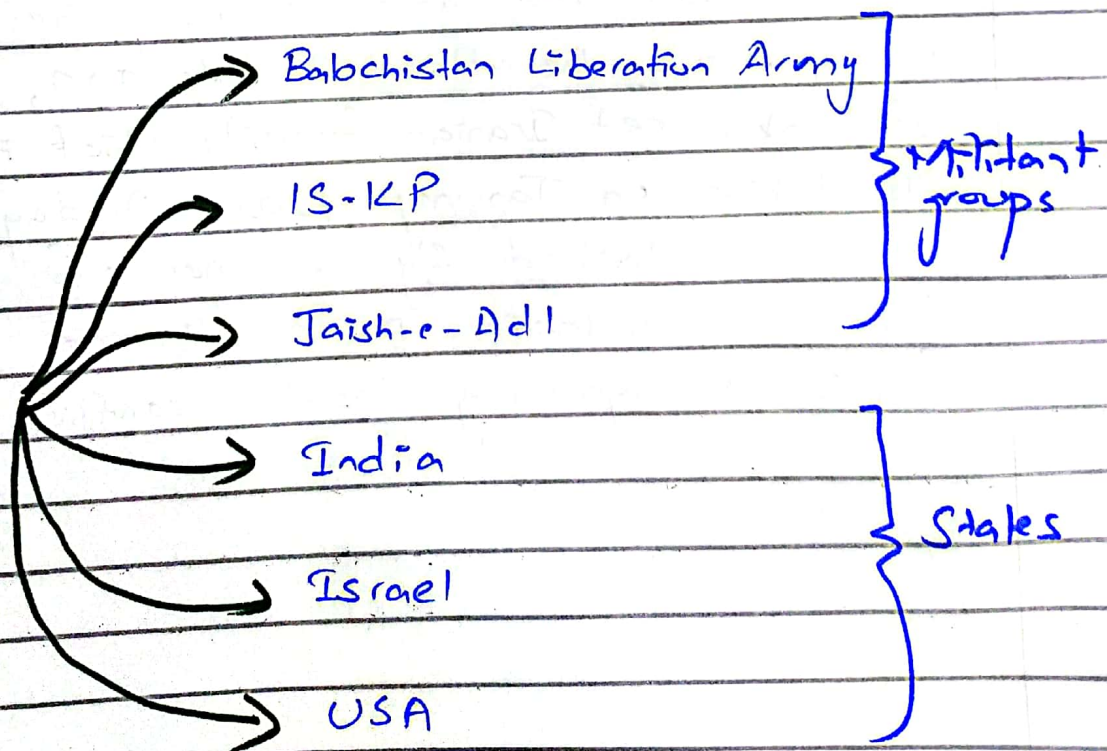 Balochistan Liberation Army
IS-KP
Jaish-e-Adl
Militant
groups
India
Israel
States
USA